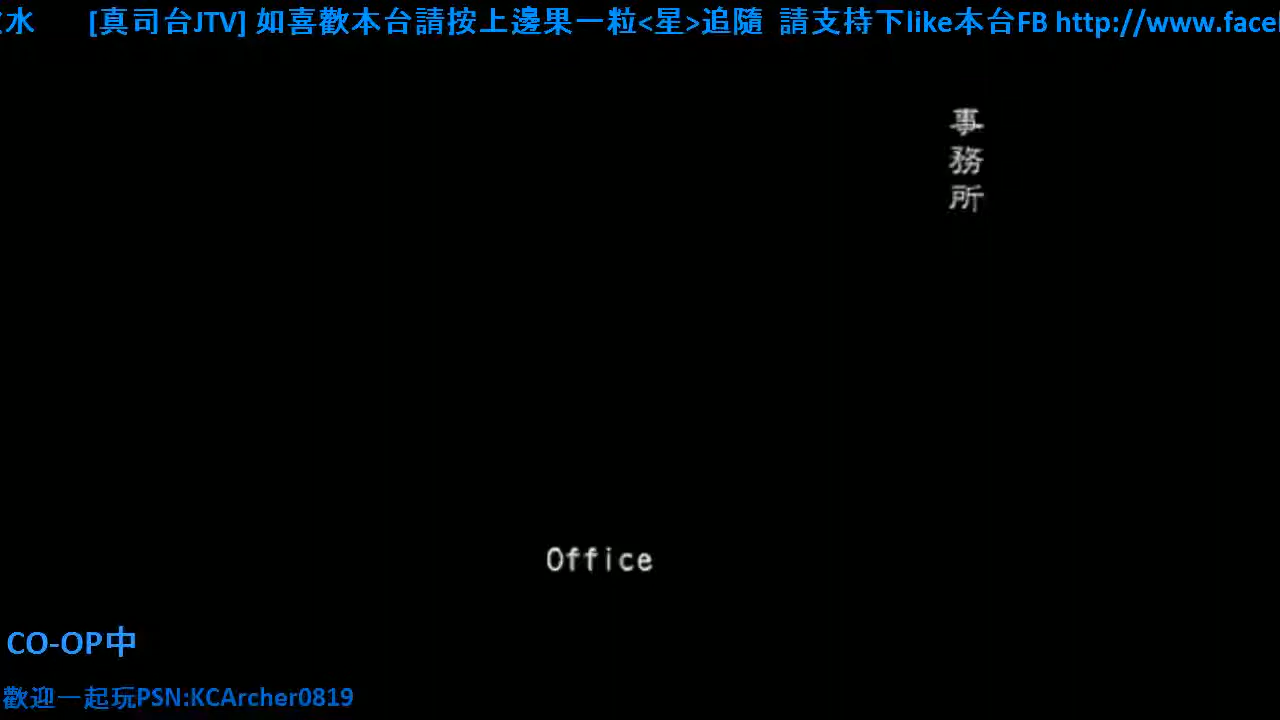 水 [真司台JTV] 如喜歡本台請按上邊果一粒<星>追隨 請支持下like本台FB http://www.face
事務所
Office
CO-OP中
歡迎一起玩PSN:KCArcher0819